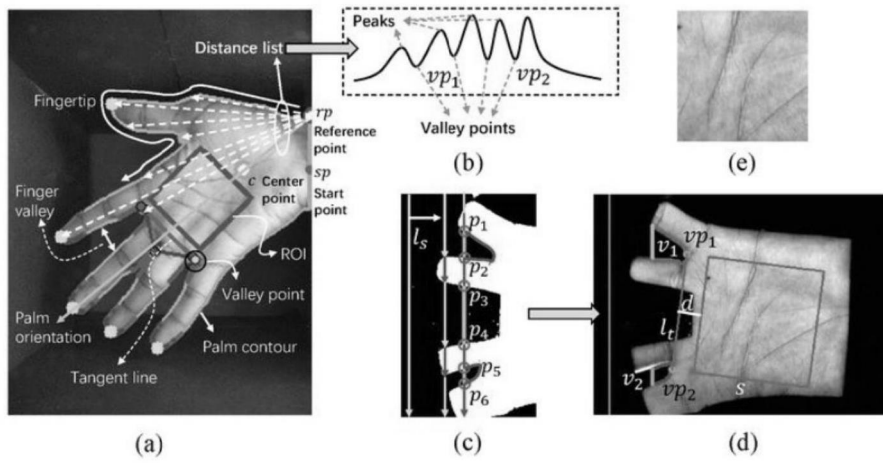 Distance list
Fingertip
rp
Reference
point
sp
c Center
point
Start
point
Finger
valley
ROI
Valley point
Palm
orientation
Palm contour
Tangent line
(a)
Peaks
vp1
vp2
Valley points
(b)
(e)
ls
p1
p2
p3
p4
p5
p6
(c)
v1
vp1
d
lt
v2
vp2
s
(d)